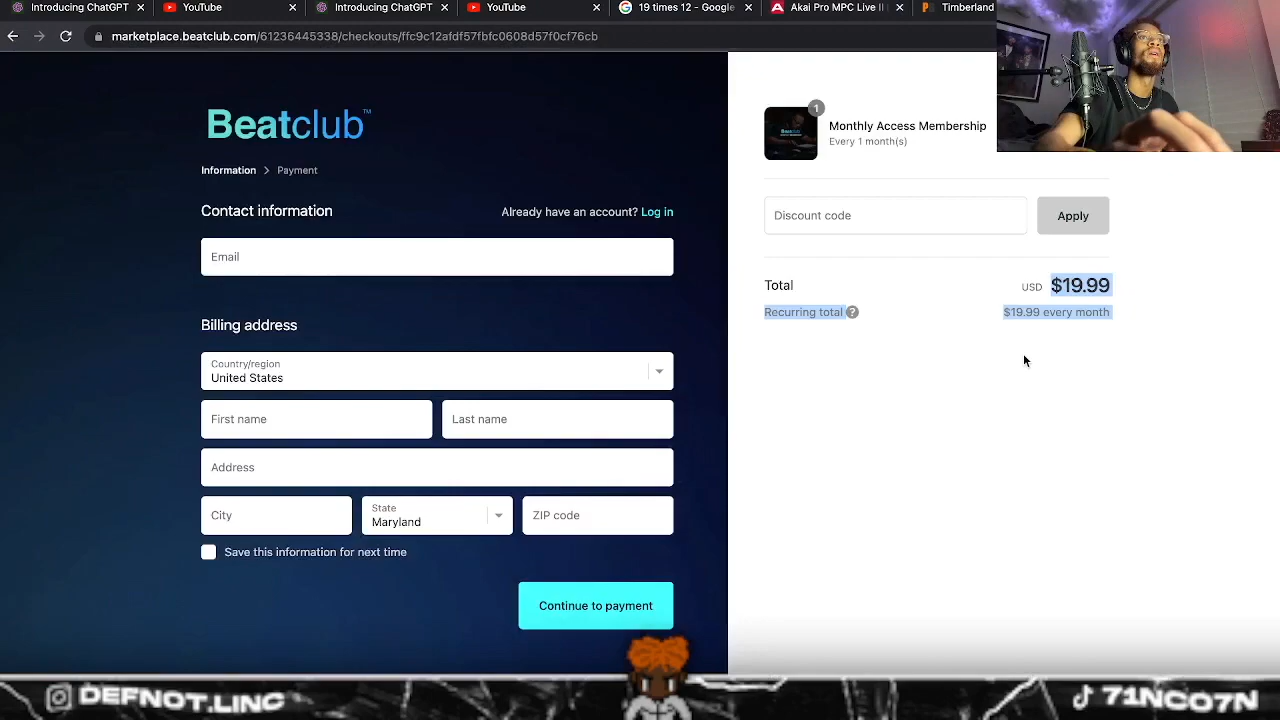 Introducing ChatGPT
YouTube
Introducing ChatGPT
YouTube
19 times 12 - Google
Akai Pro MPC Live II
Timberland
marketplace.beatclub.com/61236445338/checkouts/ffc9c12afdf57fbfc0608d57f0cf76cb
Beatclub™
Information > Payment
Contact information
Already have an account? Log in
Email
Billing address
Country/region
United States
First name
Last name
Address
City
State
Maryland
ZIP code
Save this information for next time
Continue to payment
1
Monthly Access Membership
Every 1 month(s)
Discount code
Apply
Total
USD $19.99
Recurring total ?
$19.99 every month
DEFNOT.LINC
71NCO7N